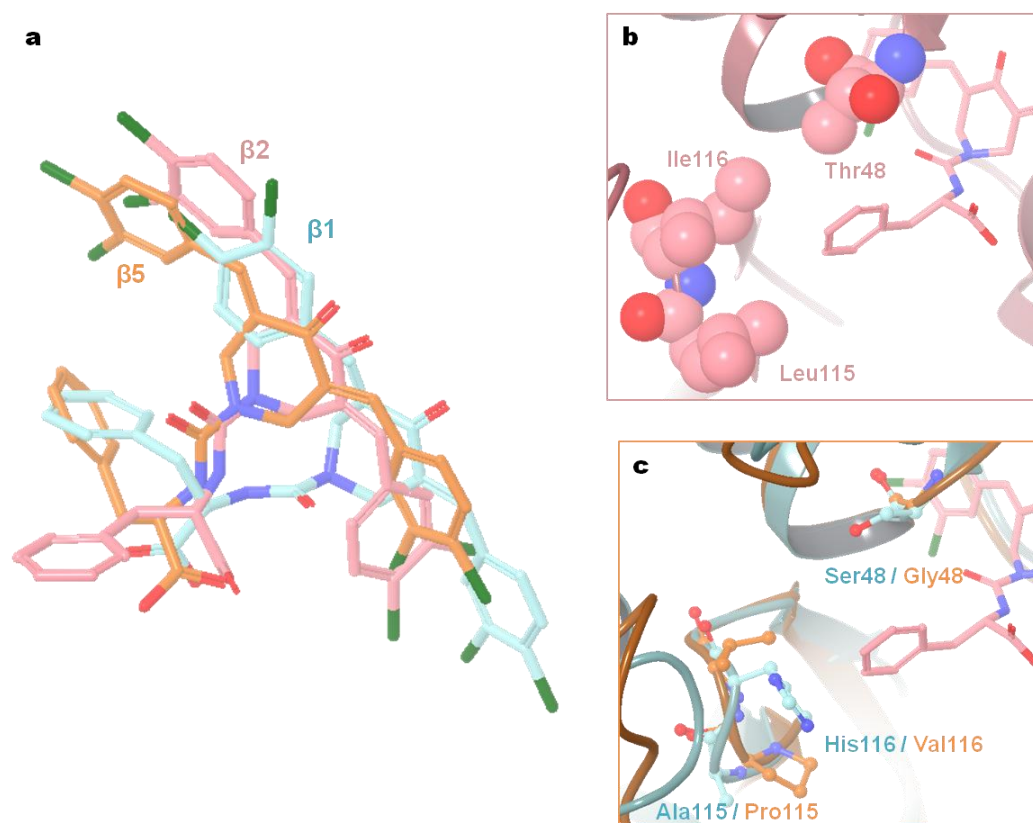 a
β2
β1
β5
b
Ile116
Thr48
Leu115
c
Ser48 / Gly48
His116 / Val116
Ala115 / Pro115